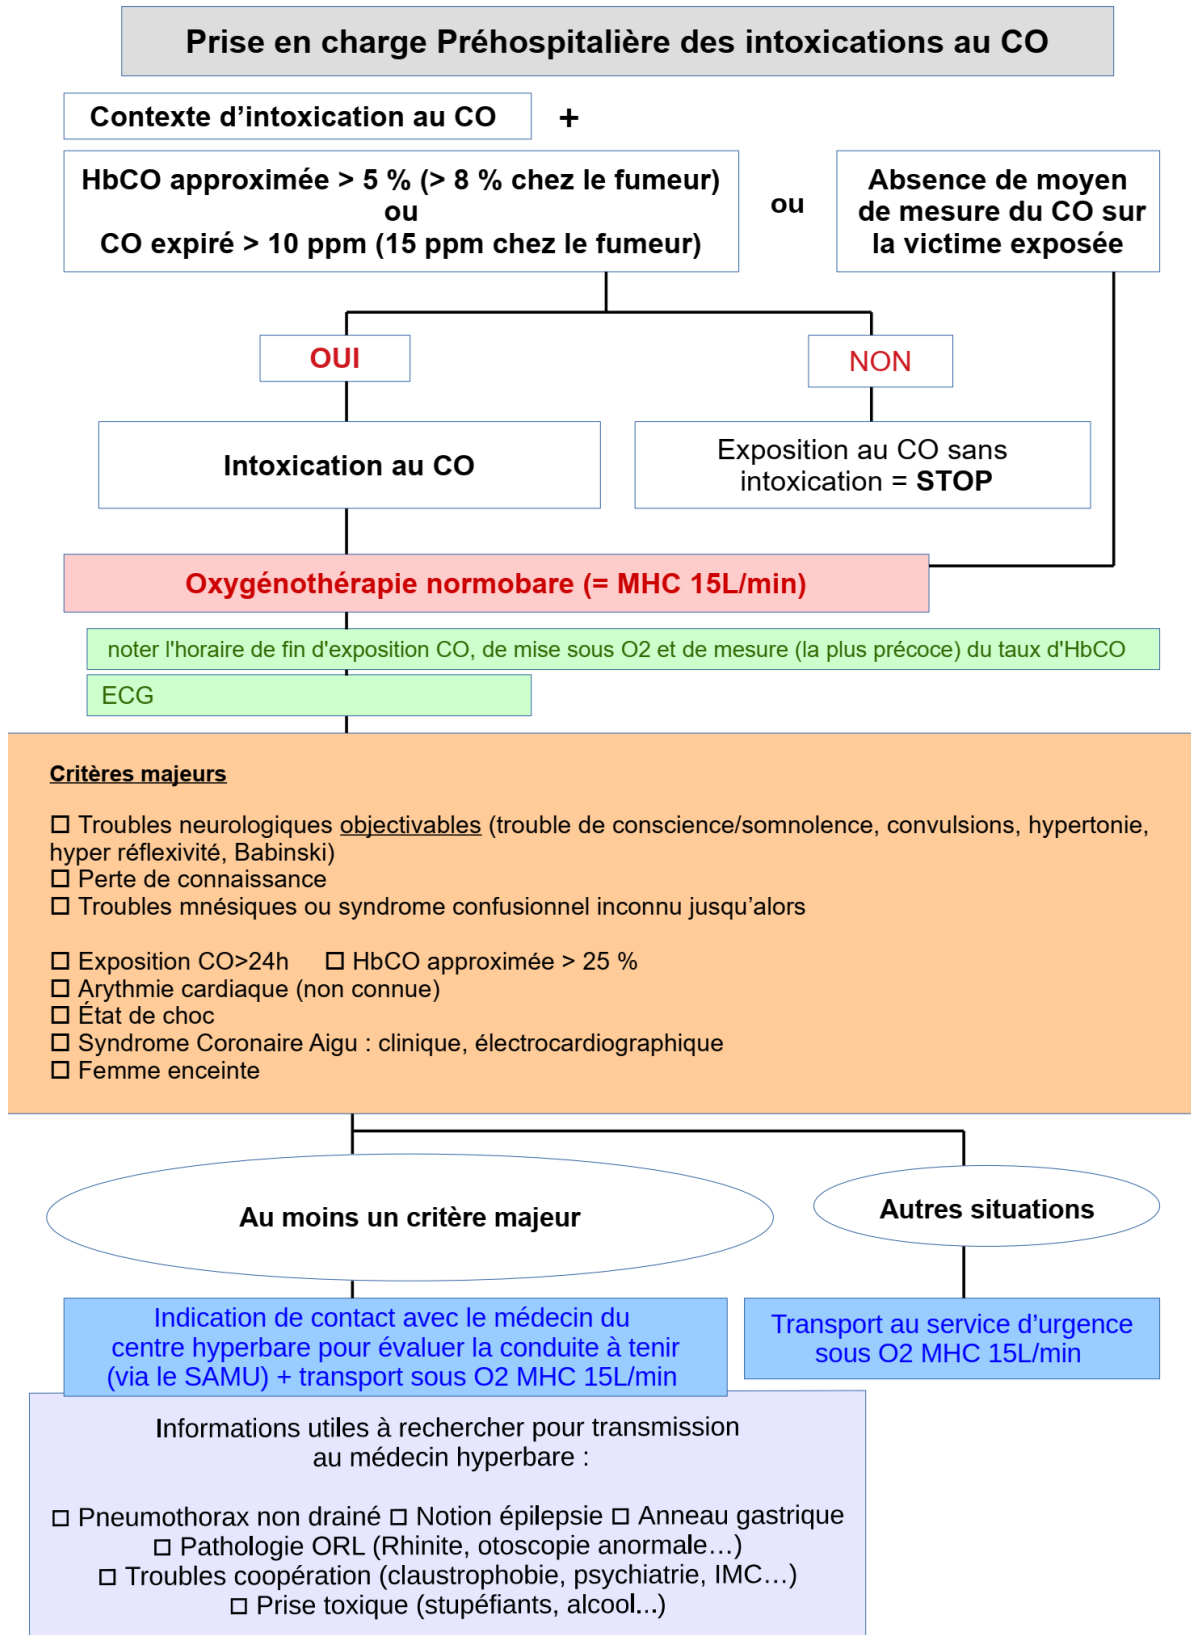 Prise en charge Préhospitalière des intoxications au CO
Contexte d'intoxication au CO
+
HbCO approximée > 5 % (> 8 % chez le fumeur)
ou
CO expiré > 10 ppm (15 ppm chez le fumeur)
ou
Absence de moyen
de mesure du CO sur
la victime exposée
OUI
NON
Intoxication au CO
Exposition au CO sans
intoxication = STOP
Oxygénothérapie normobare (= MHC 15L/min)
noter l'horaire de fin d'exposition CO, de mise sous O2 et de mesure (la plus précoce) du taux d'HbCO
ECG
Critères majeurs
☐ Troubles neurologiques objectivables (trouble de conscience/somnolence, convulsions, hypertonie,
hyper réflexivité, Babinski)
☐ Perte de connaissance
☐ Troubles mnésiques ou syndrome confusionnel inconnu jusqu'alors
☐ Exposition CO>24h ☐ HbCO approximée > 25 %
☐ Arythmie cardiaque (non connue)
☐ État de choc
☐ Syndrome Coronaire Aigu : clinique, électrocardiographique
☐ Femme enceinte
Au moins un critère majeur
Autres situations
Indication de contact avec le médecin du
centre hyperbare pour évaluer la conduite à tenir
(via le SAMU) + transport sous O2 MHC 15L/min
Transport au service d'urgence
sous O2 MHC 15L/min
Informations utiles à rechercher pour transmission
au médecin hyperbare :
☐ Pneumothorax non drainé ☐ Notion épilepsie ☐ Anneau gastrique
☐ Pathologie ORL (Rhinite, otoscopie anormale…)
☐ Troubles coopération (claustrophobie, psychiatrie, IMC…)
☐ Prise toxique (stupéfiants, alcool...)